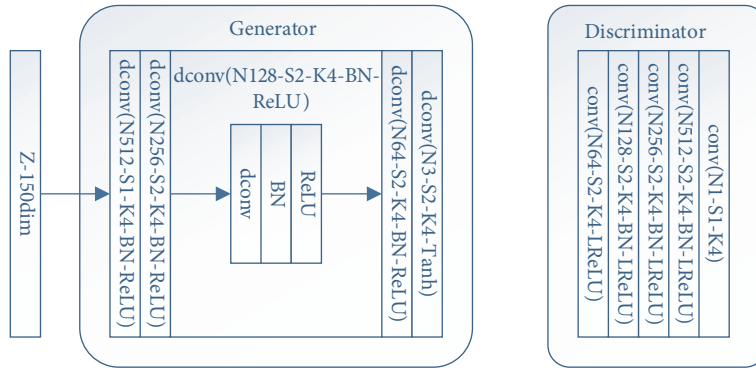 Generator
Z-150dim
dconv(N512-S1-K4-BN-ReLU)
dconv(N256-S2-K4-BN-ReLU)
dconv(N128-S2-K4-BN-
ReLU)
dconv
BN
ReLU
dconv(N64-S2-K4-BN-ReLU)
dconv(N3-S2-K4-Tanh)
Discriminator
conv(N64-S2-K4-LReLU)
conv(N128-S2-K4-BN-LReLU)
conv(N256-S2-K4-BN-LReLU)
conv(N512-S2-K4-BN-LReLU)
conv(N1-S1-K4)